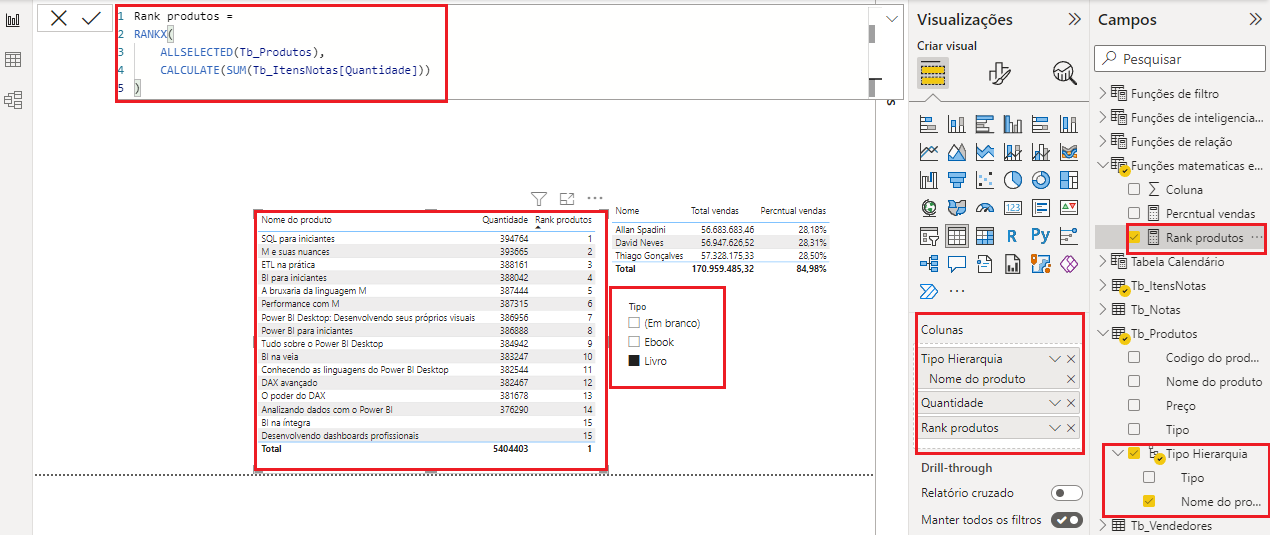 1 Rank produtos =
2 RANKX(
3 ALLSELECTED(Tb_Produtos),
4 CALCULATE(SUM(Tb_ItensNotas[Quantidade]))
5 )
Nome do produto Quantidade Rank produtos
SQL para iniciantes 394764 1
M e suas nuances 393665 2
ETL na prática 388161 3
BI para iniciantes 388042 4
A bruxaria da linguagem M 387444 5
Performance com M 387315 6
Power BI Desktop: Desenvolvendo seus próprios visuais 386956 7
Power BI para iniciantes 386888 8
Tudo sobre o Power BI Desktop 384942 9
BI na veia 383247 10
Conhecendo as linguagens do Power BI Desktop 382544 11
DAX avançado 382467 12
O poder do DAX 381678 13
Analizando dados com o Power BI 376290 14
BI na íntegra 15
Desenvolvendo dashboards profissionais 15
Total 5404403 1
Nome Total vendas Percntual vendas
Allan Spadini 56.683.683,46 28,18%
David Neves 56.947.626,52 28,31%
Thiago Gonçalves 57.328.175,33 28,50%
Total 170.959.485,32 84,98%
Tipo
(Em branco)
Ebook
Livro
Visualizações
Criar visual
123
R Py
...
Colunas
Tipo Hierarquia
Nome do produto
Quantidade
Rank produtos
Drill-through
Relatório cruzado
Manter todos os filtros
Campos
Pesquisar
Funções de filtro
Funções de inteligencia...
Funções de relação
Funções matematicas e...
Coluna
Percntual vendas
Rank produtos ...
Tabela Calendário
Tb_ItensNotas
Tb_Notas
Tb_Produtos
Codigo do prod...
Nome do produto
Preço
Tipo
Tipo Hierarquia
Tipo
Nome do pro...
Tb_Vendedores